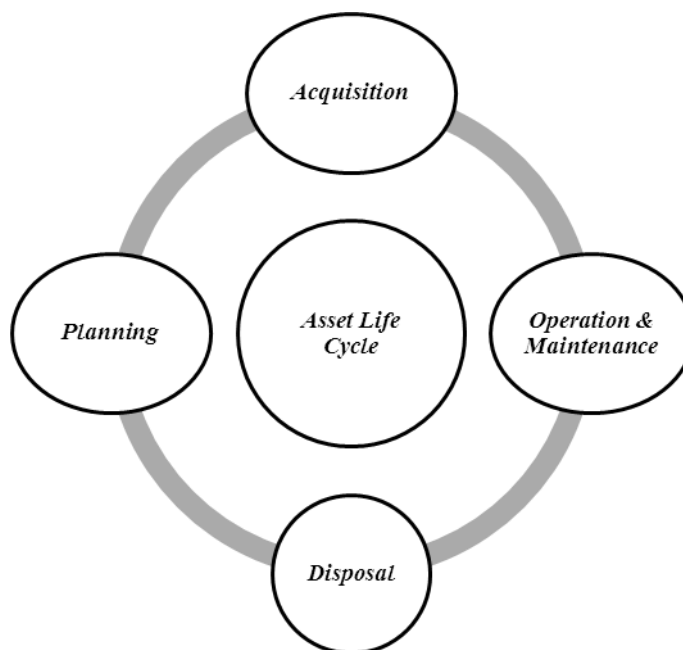 Acquisition
Planning
Asset Life
Cycle
Operation &
Maintenance
Disposal